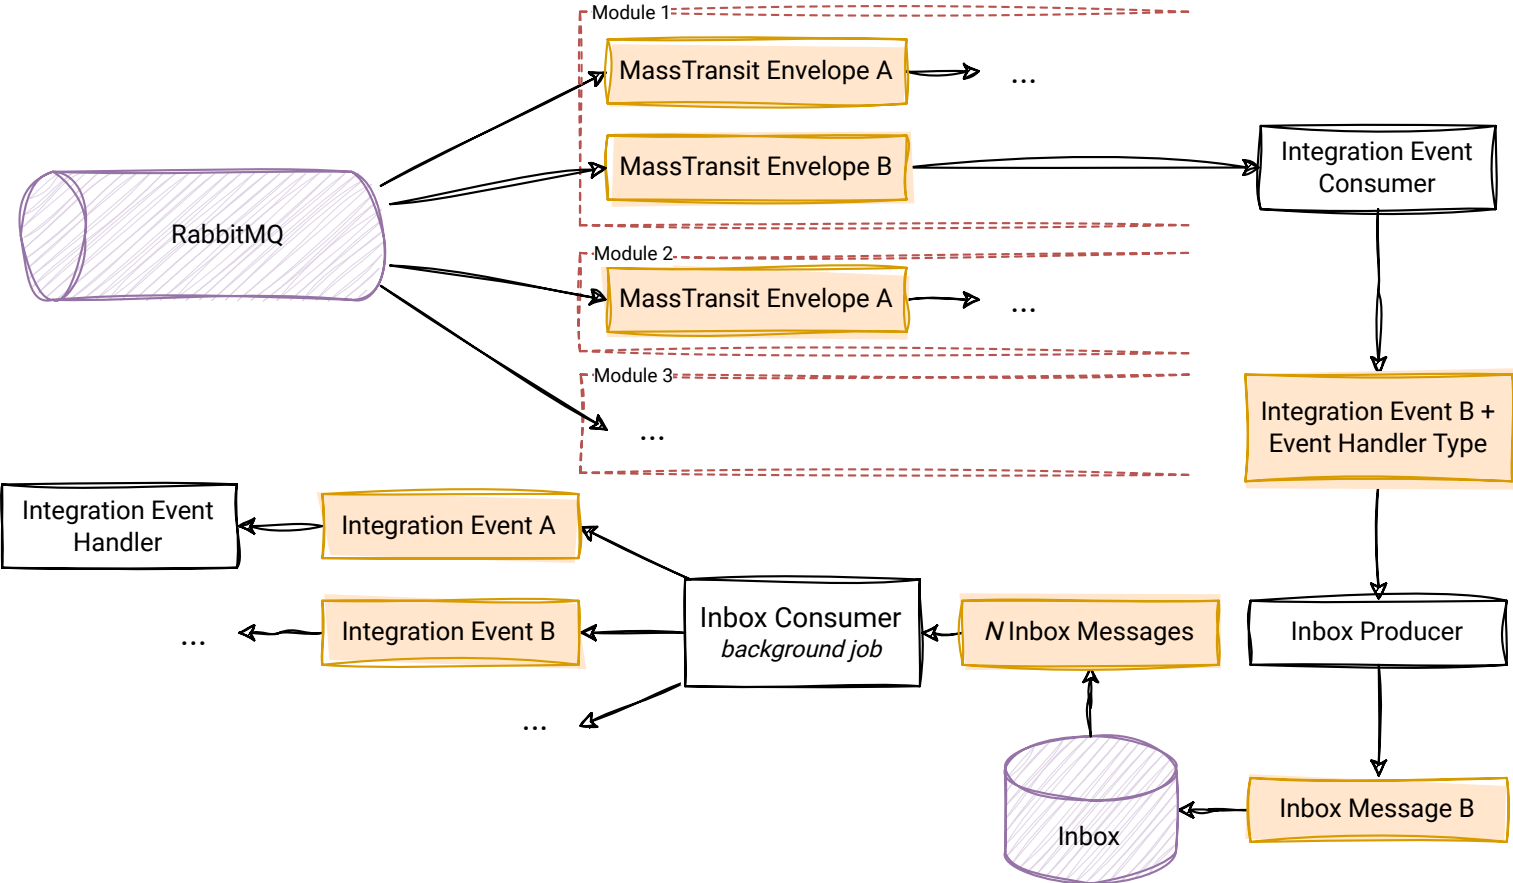 Module 1
MassTransit Envelope A
...
MassTransit Envelope B
Integration Event
Consumer
RabbitMQ
Module 2
MassTransit Envelope A
...
Module 3
...
Integration Event B +
Event Handler Type
Integration Event
Handler
Integration Event A
Integration Event B
...
...
Inbox Consumer
background job
N Inbox Messages
Inbox Producer
Inbox
Inbox Message B